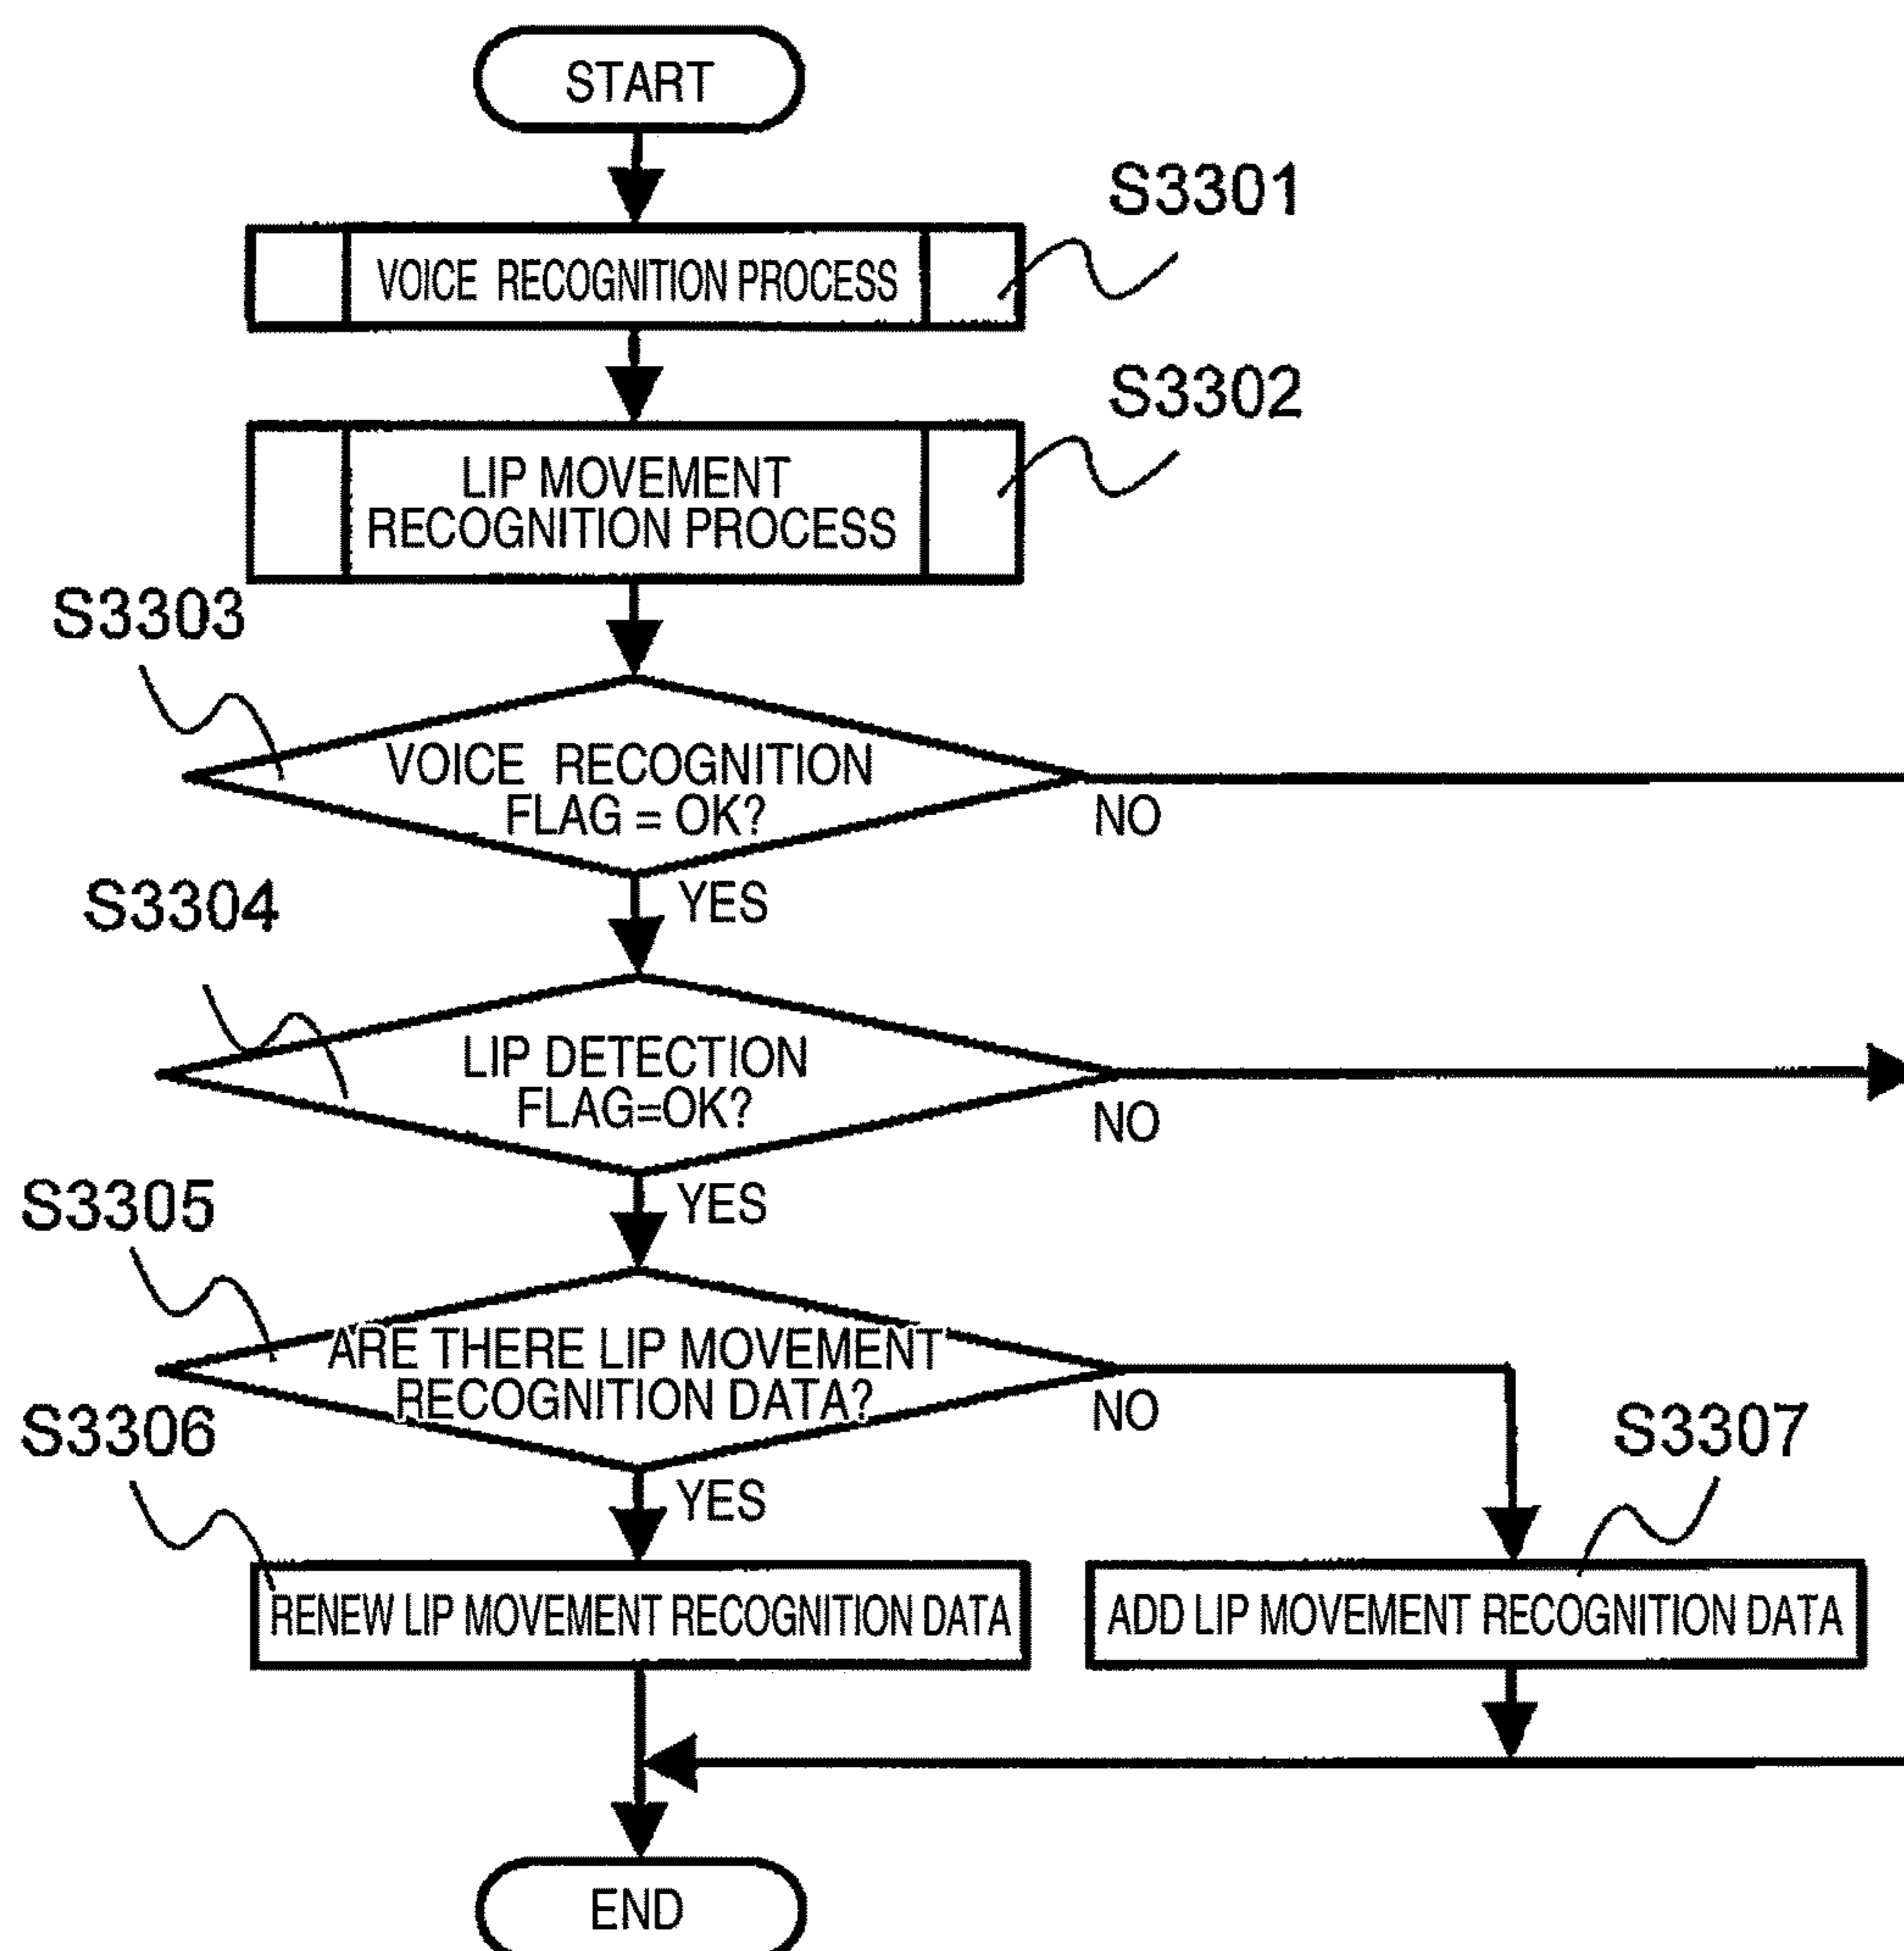 START
S3301
VOICE RECOGNITION PROCESS
S3302
LIP MOVEMENT
RECOGNITION PROCESS
S3303
VOICE RECOGNITION
FLAG = OK?
NO
YES
S3304
LIP DETECTION
FLAG=OK?
NO
YES
S3305
ARE THERE LIP MOVEMENT
RECOGNITION DATA?
NO
YES
S3306
S3307
RENEW LIP MOVEMENT RECOGNITION DATA
ADD LIP MOVEMENT RECOGNITION DATA
END